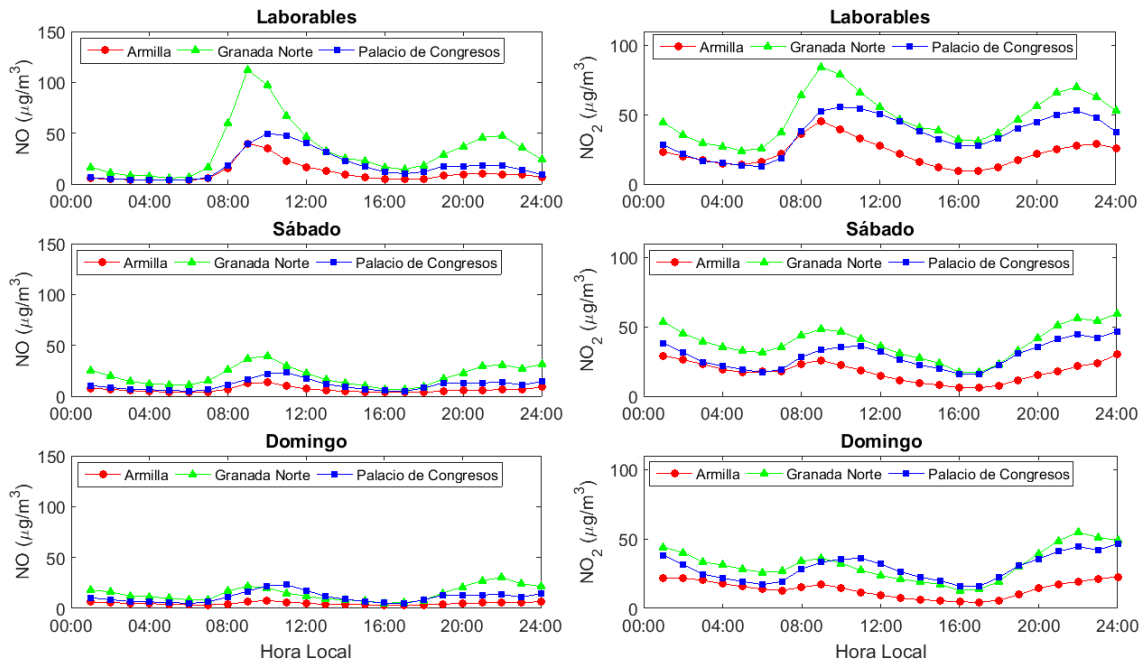 Laborables
150
100
50
0
NO (μg/m³)
Armilla Granada Norte Palacio de Congresos
00:00 04:00 08:00 12:00 16:00 20:00 24:00
Laborables
100
50
0
NO₂ (μg/m³)
Armilla Granada Norte Palacio de Congresos
00:00 04:00 08:00 12:00 16:00 20:00 24:00
Sábado
150
100
50
0
NO (μg/m³)
Armilla Granada Norte Palacio de Congresos
00:00 04:00 08:00 12:00 16:00 20:00 24:00
Sábado
100
50
0
NO₂ (μg/m³)
Armilla Granada Norte Palacio de Congresos
00:00 04:00 08:00 12:00 16:00 20:00 24:00
Domingo
150
100
50
0
NO (μg/m³)
Armilla Granada Norte Palacio de Congresos
00:00 04:00 08:00 12:00 16:00 20:00 24:00
Hora Local
Domingo
100
50
0
NO₂ (μg/m³)
Armilla Granada Norte Palacio de Congresos
00:00 04:00 08:00 12:00 16:00 20:00 24:00
Hora Local